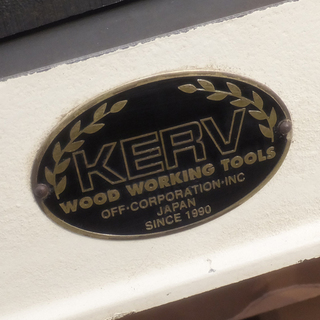 KERV
WOOD WORKING TOOLS
OFF·CORPORATION·INC
JAPAN
SINCE 1990